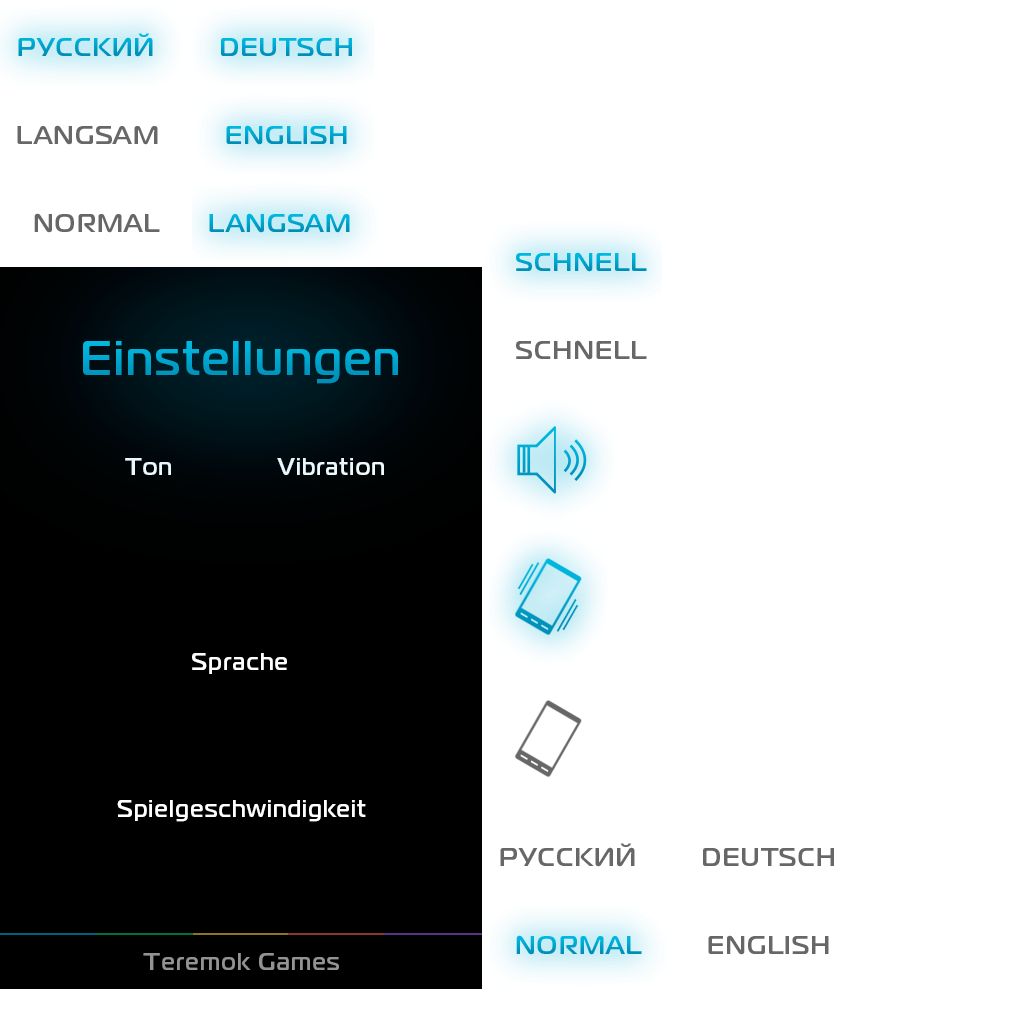 РУССКИЙ DEUTSCH
LANGSAM ENGLISH
NORMAL LANGSAM
SCHNELL
SCHNELL
Einstellungen
Ton Vibration
Sprache
Spielgeschwindigkeit
Teremok Games
РУССКИЙ DEUTSCH
NORMAL ENGLISH